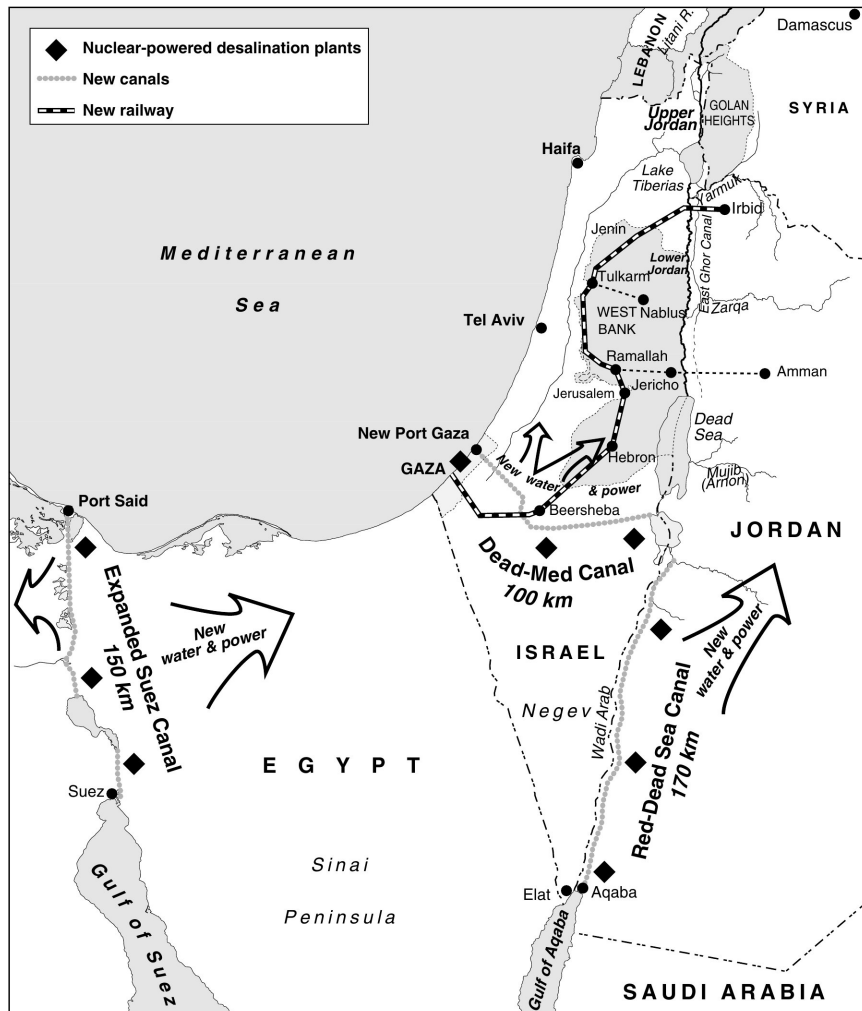 Nuclear-powered desalination plants
New canals
New railway
Damascus
LEBANON
Litani R.
Upper
Jordan
GOLAN
HEIGHTS
SYRIA
Haifa
Lake
Tiberias
Yarmuk
Irbid
Mediterranean
Sea
Jenin
Lower
Jordan
East Ghor Canal
Tulkarm
WEST
BANK
Nablus
Zarqa
Tel Aviv
Ramallah
Jericho
Amman
Jerusalem
Dead
Sea
New Port Gaza
GAZA
New water
& power
Hebron
Mujib
(Arnon)
Port Said
Beersheba
JORDAN
Dead-Med Canal
100 km
Expanded Suez Canal
150 km
New
water & power
ISRAEL
New
water & power
Negev
Wadi Arab
Red-Dead Sea Canal
170 km
EGYPT
Suez
Sinai
Peninsula
Elat
Aqaba
Gulf of Suez
Gulf of Aqaba
SAUDI ARABIA